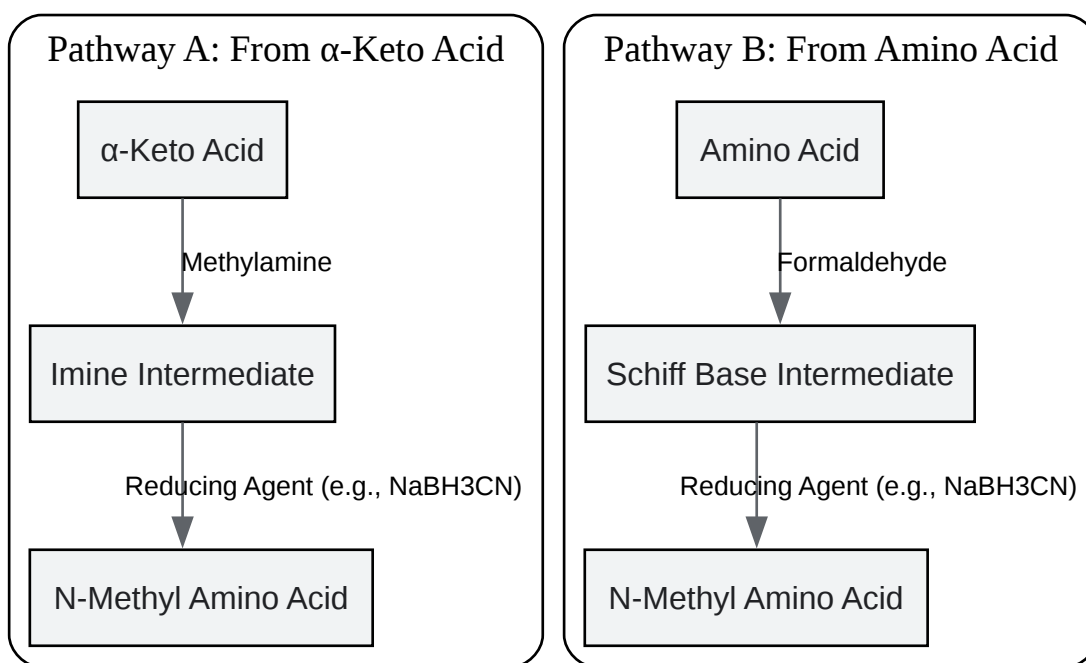 Pathway A: From α-Keto Acid
α-Keto Acid
Methylamine
Imine Intermediate
Reducing Agent (e.g., NaBH3CN)
N-Methyl Amino Acid
Pathway B: From Amino Acid
Amino Acid
Formaldehyde
Schiff Base Intermediate
Reducing Agent (e.g., NaBH3CN)
N-Methyl Amino Acid